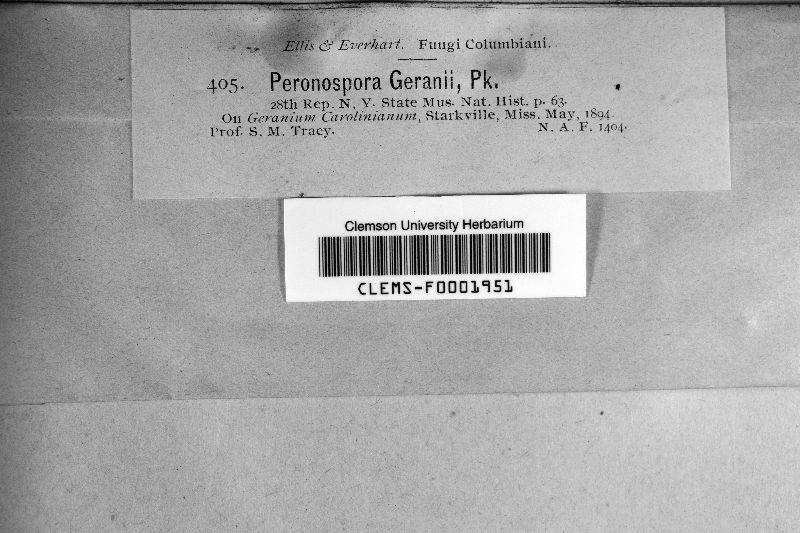 Ellis & Everhart. Fungi Columbiani.
405. Peronospora Geranii, Pk.
28th Rep. N. Y. State Mus. Nat. Hist. p. 63.
On Geranium Carolinianum, Starkville, Miss. May, 1894.
Prof. S. M. Tracy. N. A. F. 1404.
Clemson University Herbarium
CLEMS-F0001951